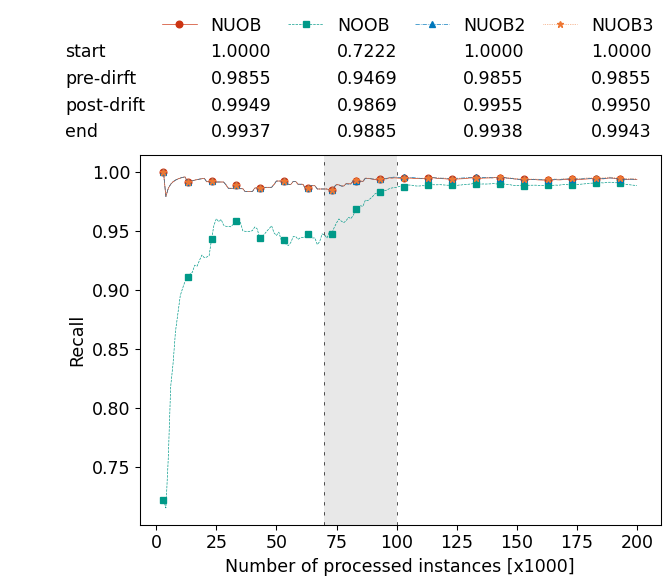 NUOB NOOB NUOB2 NUOB3
start 1.0000 0.7222 1.0000 1.0000
pre-dirft 0.9855 0.9469 0.9855 0.9855
post-drift 0.9949 0.9869 0.9955 0.9950
end 0.9937 0.9885 0.9938 0.9943
1.00
0.95
0.90
0.85
0.80
0.75
Recall
0 25 50 75 100 125 150 175 200
Number of processed instances [x1000]